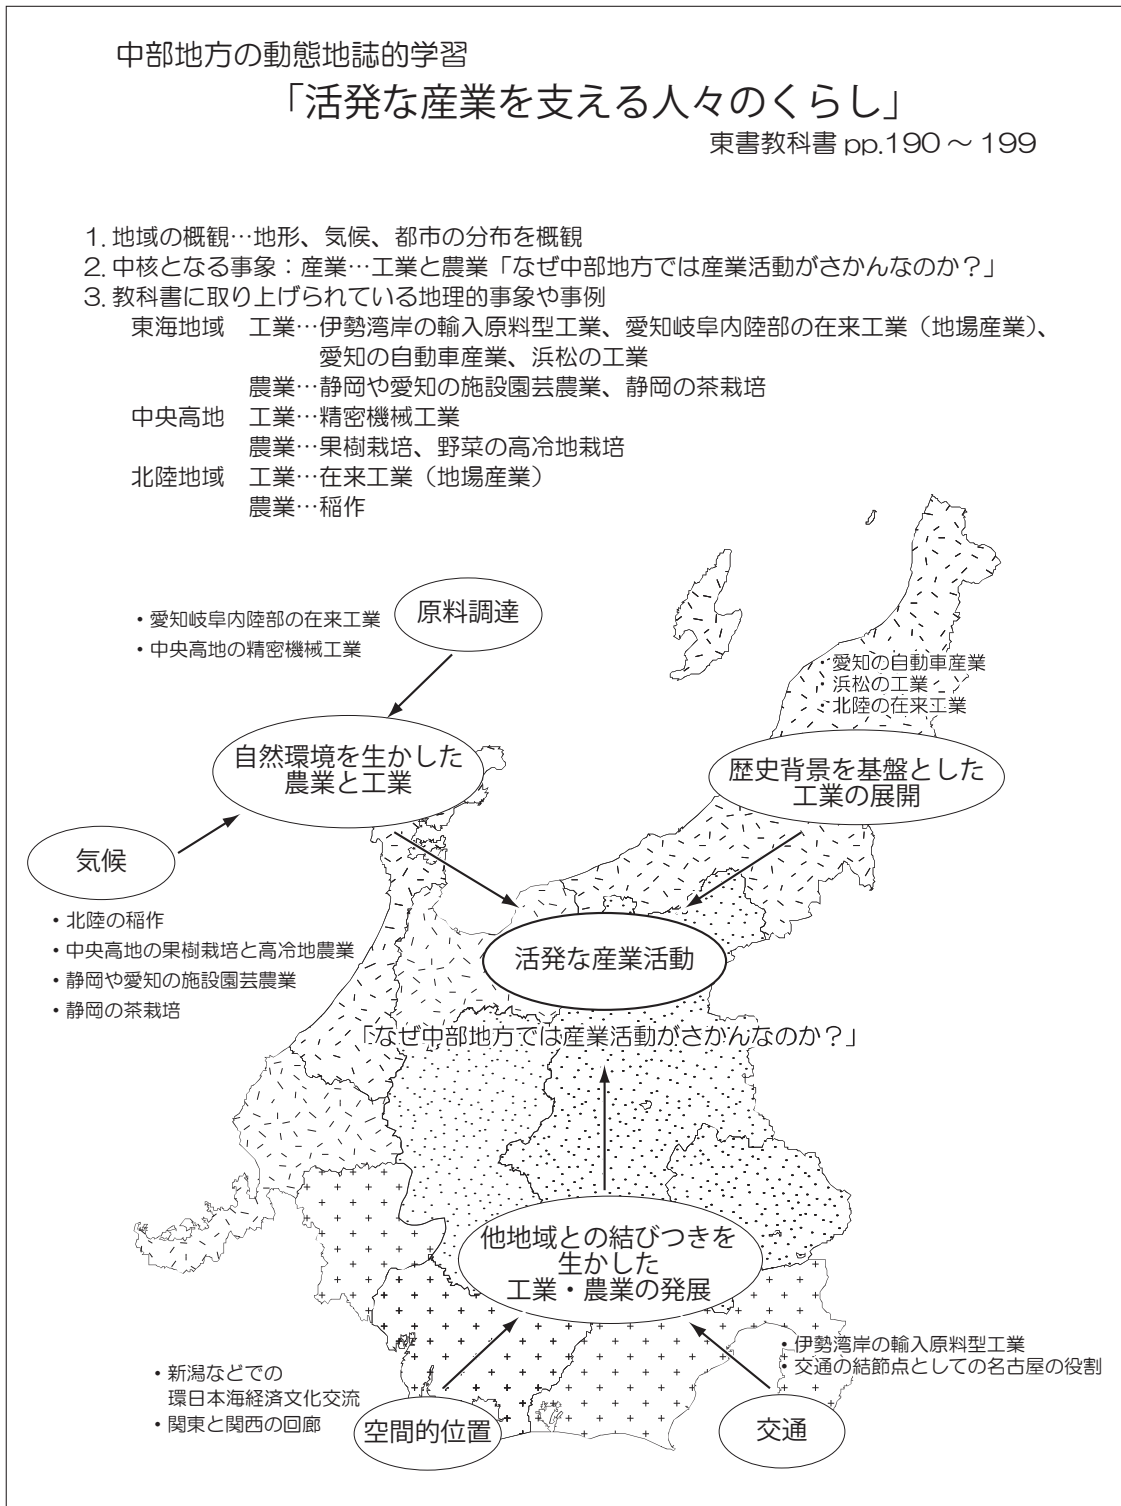 中部地方の動態地誌的学習
「活発な産業を支える人々のくらし」
東書教科書 pp.190 ～ 199
1. 地域の概観…地形、気候、都市の分布を概観
2. 中核となる事象：産業…工業と農業「なぜ中部地方では産業活動がさかんなのか？」
3. 教科書に取り上げられている地理的事象や事例
東海地域　工業…伊勢湾岸の輸入原料型工業、愛知岐阜内陸部の在来工業（地場産業）、
愛知の自動車産業、浜松の工業
農業…静岡や愛知の施設園芸農業、静岡の茶栽培
中央高地　工業…精密機械工業
農業…果樹栽培、野菜の高冷地栽培
北陸地域　工業…在来工業（地場産業）
農業…稲作
・愛知岐阜内陸部の在来工業
・中央高地の精密機械工業
原料調達
・愛知の自動車産業
・浜松の工業
・北陸の在来工業
自然環境を生かした
農業と工業
歴史背景を基盤とした
工業の展開
気候
・北陸の稲作
・中央高地の果樹栽培と高冷地農業
・静岡や愛知の施設園芸農業
・静岡の茶栽培
活発な産業活動
「なぜ中部地方では産業活動がさかんなのか？」
他地域との結びつきを
生かした
工業・農業の発展
・新潟などでの
環日本海経済文化交流
・関東と関西の回廊
空間的位置
・伊勢湾岸の輸入原料型工業
・交通の結節点としての名古屋の役割
交通